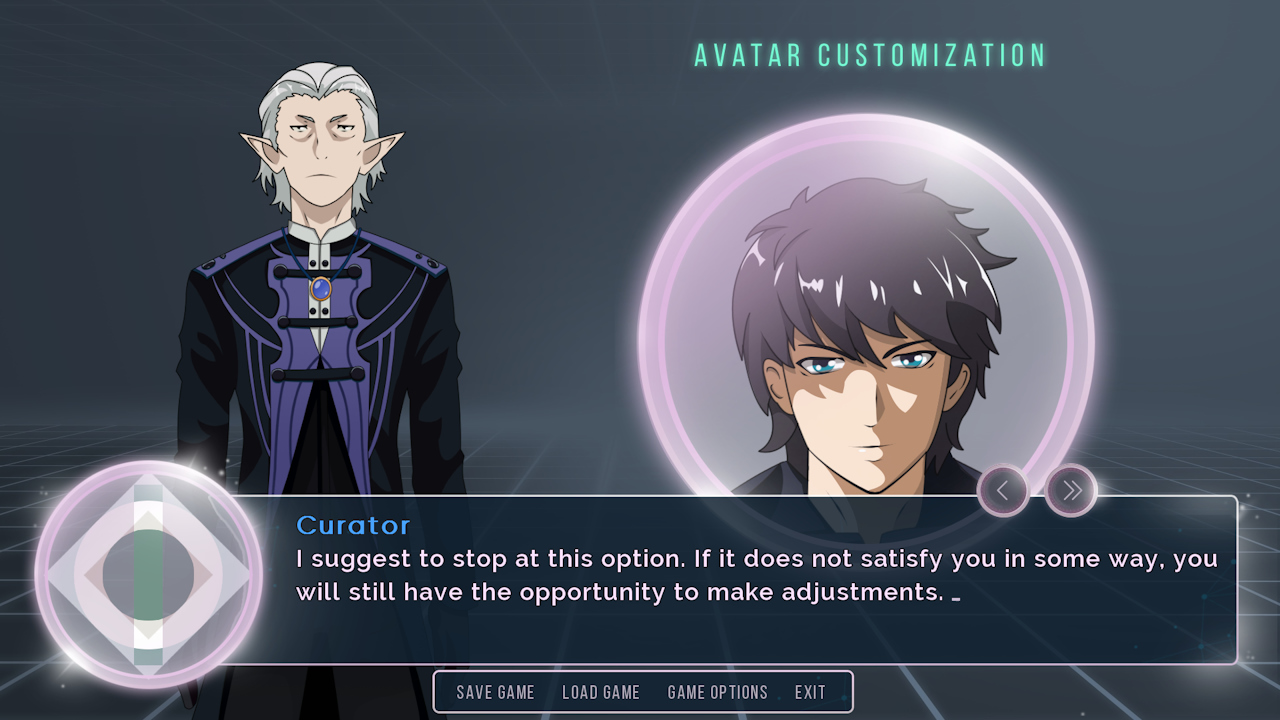 AVATAR CUSTOMIZATION
Curator
I suggest to stop at this option. If it does not satisfy you in some way, you
will still have the opportunity to make adjustments. _
SAVE GAME LOAD GAME GAME OPTIONS EXIT